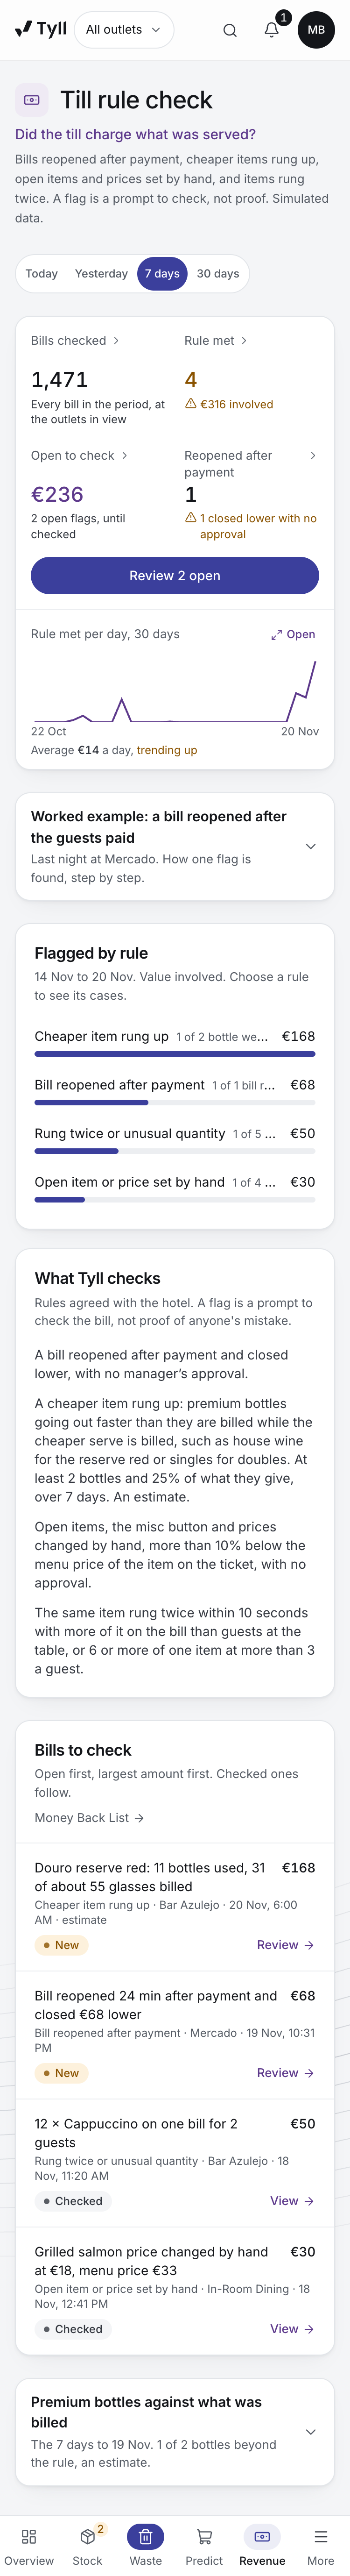 Tyll
All outlets
1
MB
Till rule check
Did the till charge what was served?
Bills reopened after payment, cheaper items rung up,
open items and prices set by hand, and items rung
twice. A flag is a prompt to check, not proof. Simulated
data.
Today Yesterday 7 days 30 days
Bills checked
1,471
Every bill in the period, at
the outlets in view
Rule met
4
€316 involved
Open to check
€236
2 open flags, until
checked
Reopened after
payment
1
1 closed lower with no
approval
Review 2 open
Rule met per day, 30 days
Open
22 Oct 20 Nov
Average €14 a day, trending up
Worked example: a bill reopened after
the guests paid
Last night at Mercado. How one flag is
found, step by step.
Flagged by rule
14 Nov to 20 Nov. Value involved. Choose a rule
to see its cases.
Cheaper item rung up 1 of 2 bottle we... €168
Bill reopened after payment 1 of 1 bill r... €68
Rung twice or unusual quantity 1 of 5 ... €50
Open item or price set by hand 1 of 4 ... €30
What Tyll checks
Rules agreed with the hotel. A flag is a prompt to
check the bill, not proof of anyone's mistake.
A bill reopened after payment and closed
lower, with no manager’s approval.
A cheaper item rung up: premium bottles
going out faster than they are billed while the
cheaper serve is billed, such as house wine
for the reserve red or singles for doubles. At
least 2 bottles and 25% of what they give,
over 7 days. An estimate.
Open items, the misc button and prices
changed by hand, more than 10% below the
menu price of the item on the ticket, with no
approval.
The same item rung twice within 10 seconds
with more of it on the bill than guests at the
table, or 6 or more of one item at more than 3
a guest.
Bills to check
Open first, largest amount first. Checked ones
follow.
Money Back List →
Douro reserve red: 11 bottles used, 31
of about 55 glasses billed
€168
Cheaper item rung up · Bar Azulejo · 20 Nov, 6:00
AM · estimate
New
Review →
Bill reopened 24 min after payment and
closed €68 lower
€68
Bill reopened after payment · Mercado · 19 Nov, 10:31
PM
New
Review →
12 × Cappuccino on one bill for 2
guests
€50
Rung twice or unusual quantity · Bar Azulejo · 18
Nov, 11:20 AM
Checked
View →
Grilled salmon price changed by hand
at €18, menu price €33
€30
Open item or price set by hand · In-Room Dining · 18
Nov, 12:41 PM
Checked
View →
Premium bottles against what was
billed
The 7 days to 19 Nov. 1 of 2 bottles beyond
the rule, an estimate.
2
Overview Stock Waste Predict Revenue More